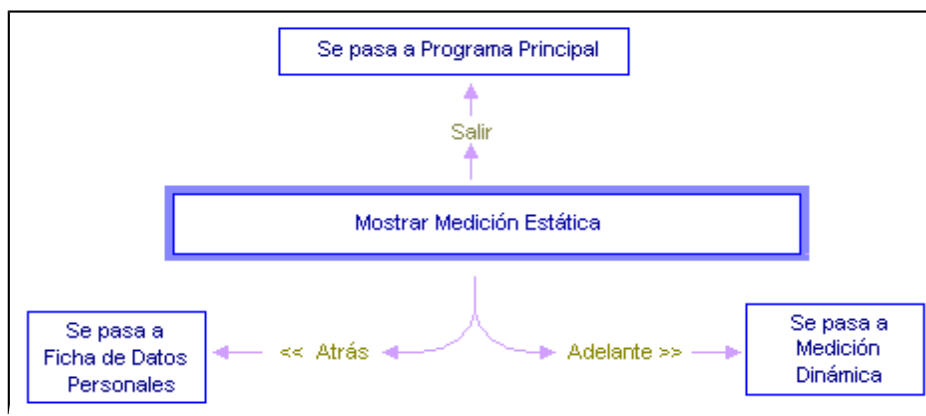 Se pasa a Programa Principal
Salir
Mostrar Medición Estática
Se pasa a
Ficha de Datos
Personales
<< Atrás
Adelante >>
Se pasa a
Medición
Dinámica